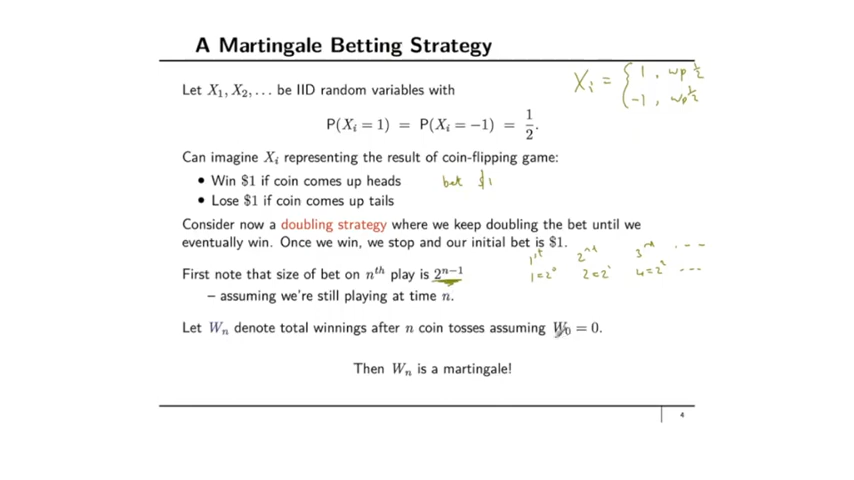 A Martingale Betting Strategy
Let X₁, X₂, . . . be IID random variables with
X_i = { 1 , wp ½
-1 , wp ½
P(X_i = 1) = P(X_i = −1) = 1/2.
Can imagine X_i representing the result of coin-flipping game:
• Win $1 if coin comes up heads bet $1
• Lose $1 if coin comes up tails
Consider now a doubling strategy where we keep doubling the bet until we
eventually win. Once we win, we stop and our initial bet is $1.
1st 2nd 3rd - - -
First note that size of bet on nᵗʰ play is 2ⁿ⁻¹ 1=2⁰ 2=2¹ 4=2² - - -
– assuming we're still playing at time n.
Let Wₙ denote total winnings after n coin tosses assuming W₀ = 0.
Then Wₙ is a martingale!
4